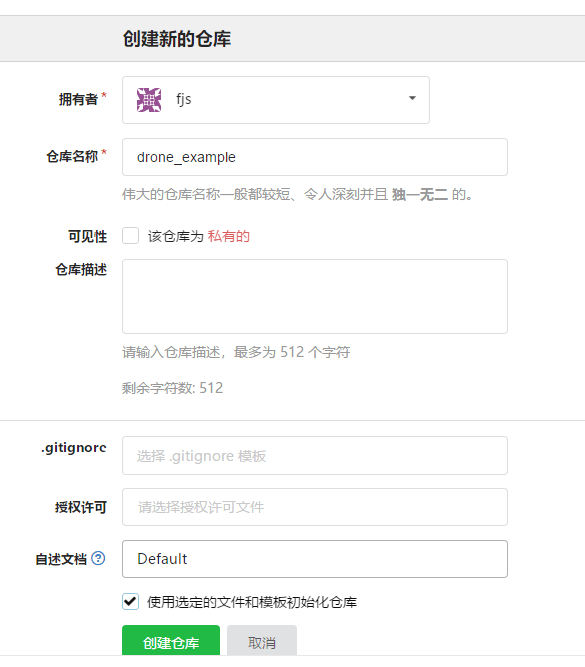 创建新的仓库
拥有者 * fjs
仓库名称 * drone_example
伟大的仓库名称一般都较短、令人深刻并且 独一无二 的。
可见性 该仓库为 私有的
仓库描述
请输入仓库描述，最多为 512 个字符
剩余字符数: 512
.gitignore 选择 .gitignore 模板
授权许可 请选择授权许可文件
自述文档 ? Default
使用选定的文件和模板初始化仓库
创建仓库 取消